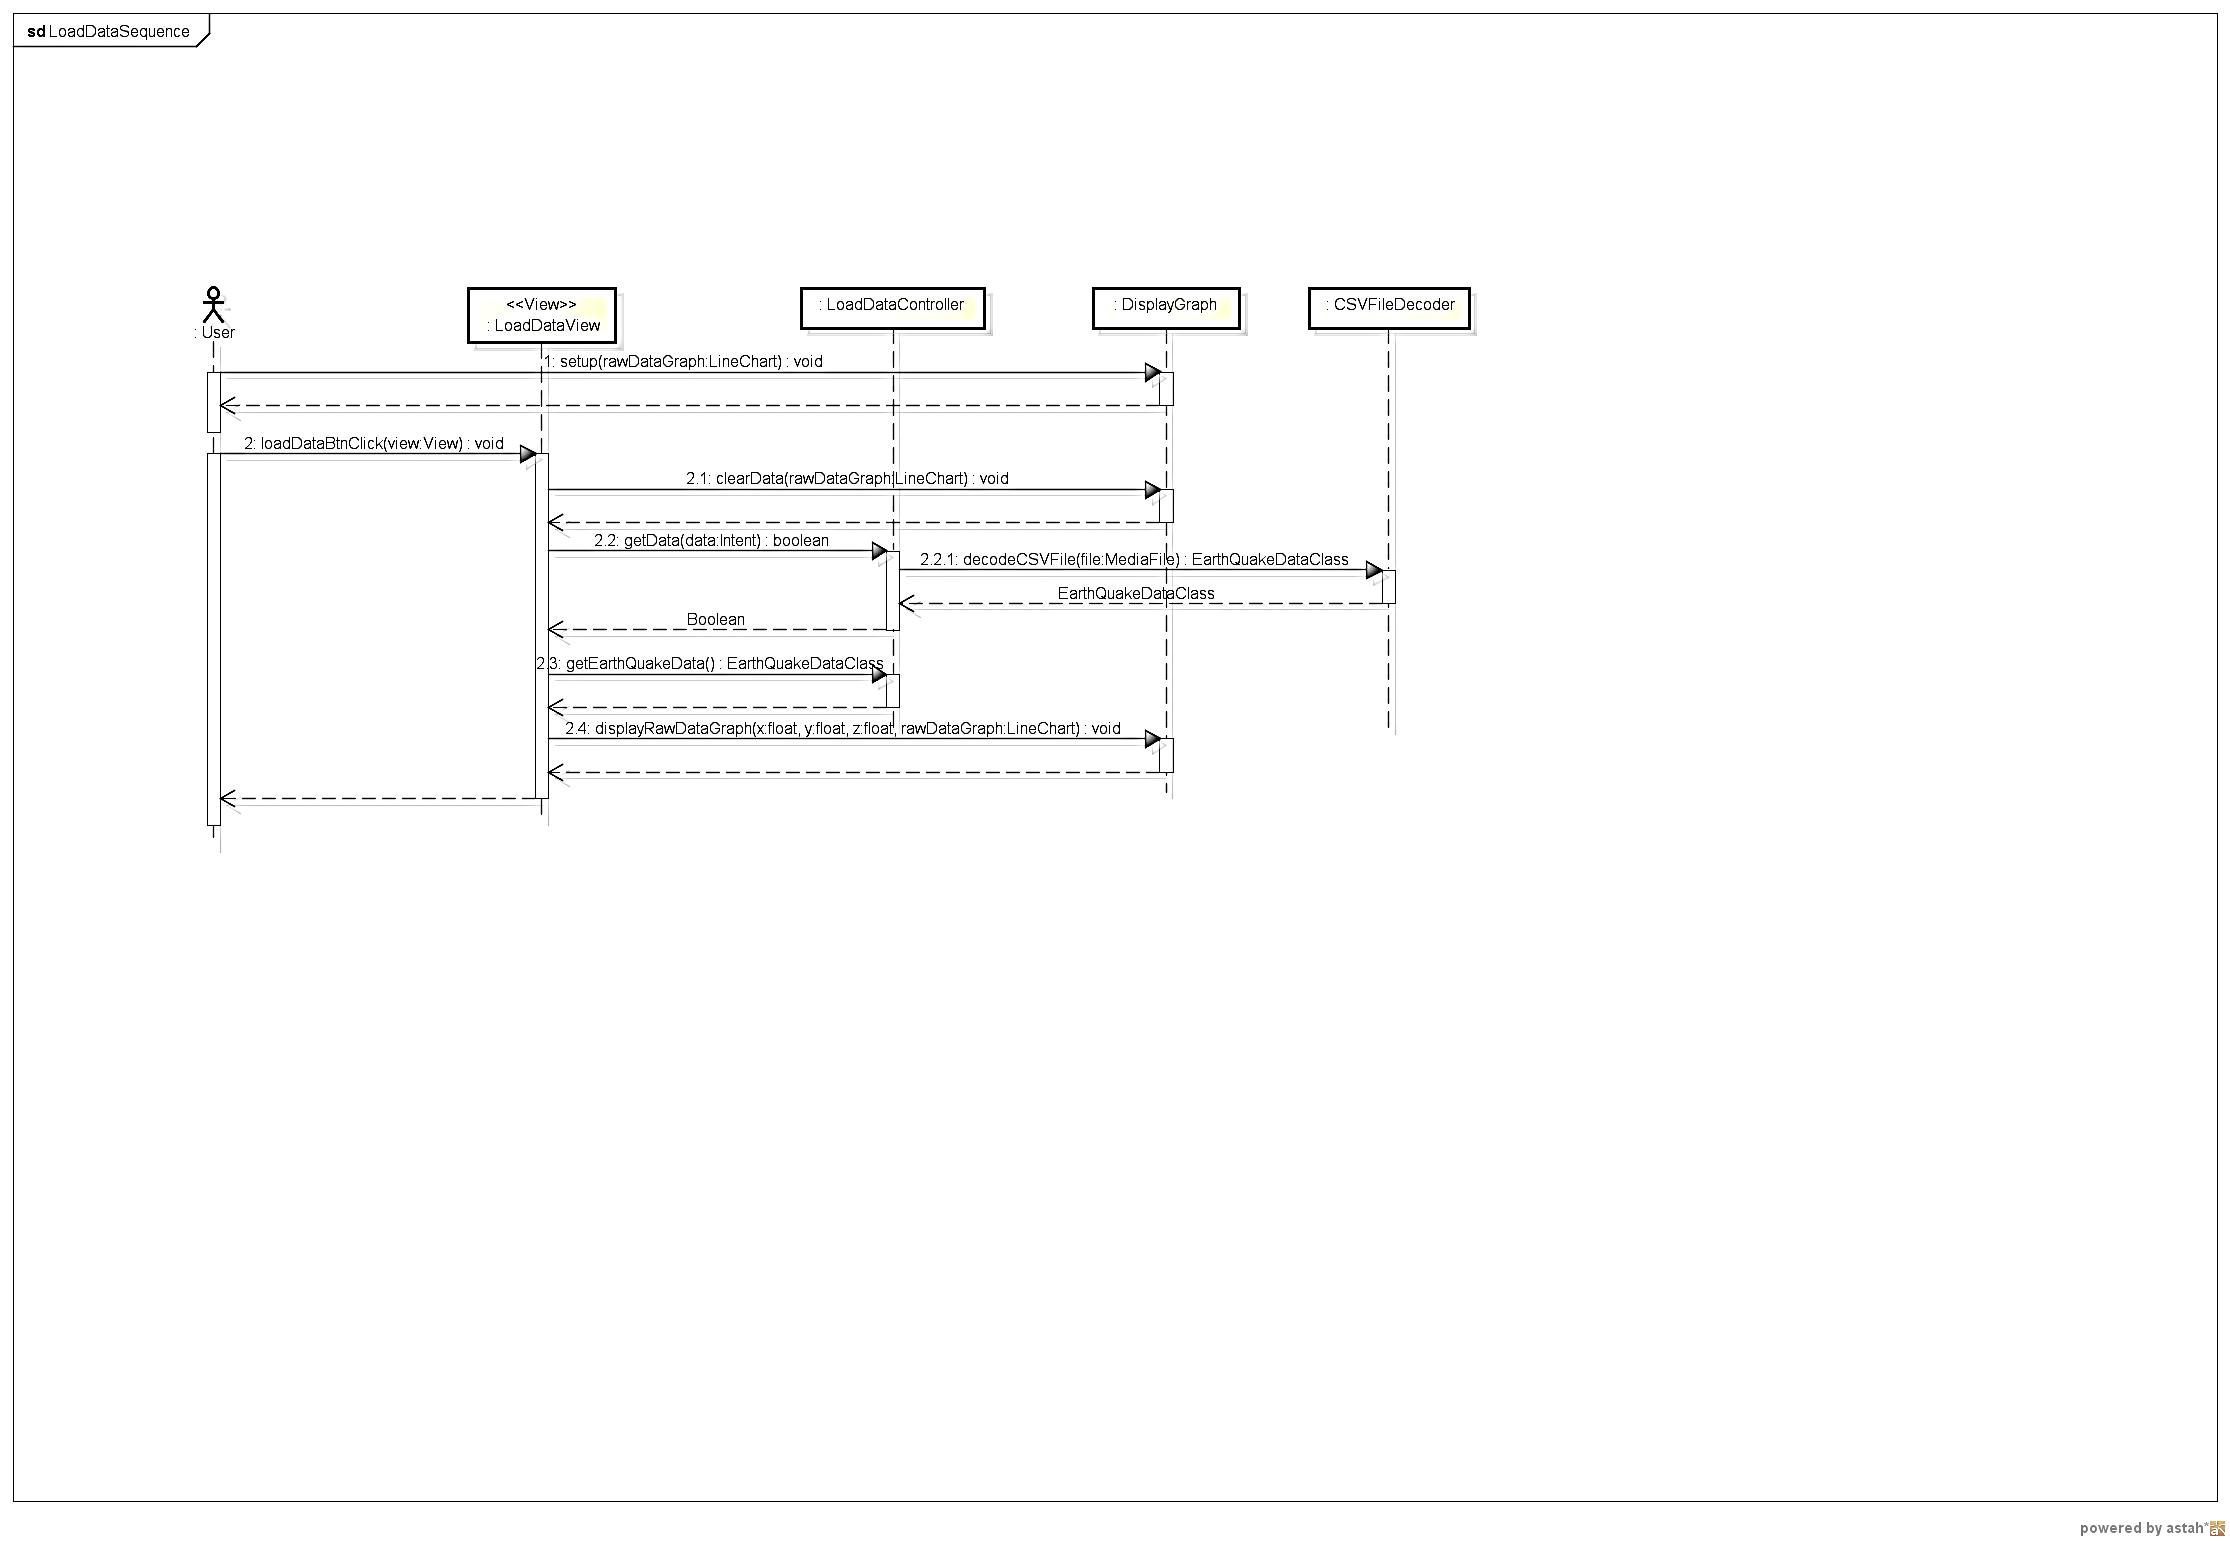 sd LoadDataSequence
: User
<<View>>
: LoadDataView
: LoadDataController
: DisplayGraph
: CSVFileDecoder
1: setup(rawDataGraph:LineChart) : void
2: loadDataBtnClick(view:View) : void
2.1: clearData(rawDataGraph:LineChart) : void
2.2: getData(data:Intent) : boolean
2.2.1: decodeCSVFile(file:MediaFile) : EarthQuakeDataClass
EarthQuakeDataClass
Boolean
2.3: getEarthQuakeData() : EarthQuakeDataClass
2.4: displayRawDataGraph(x:float, y:float, z:float, rawDataGraph:LineChart) : void
powered by astah*